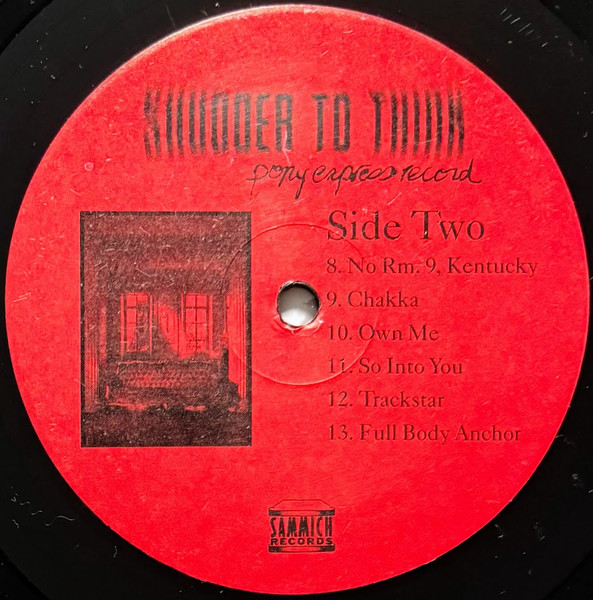 SHUDDER TO THINK
pony express record
Side Two
8. No Rm. 9, Kentucky
9. Chakka
10. Own Me
11. So Into You
12. Trackstar
13. Full Body Anchor
SAMMICH
RECORDS